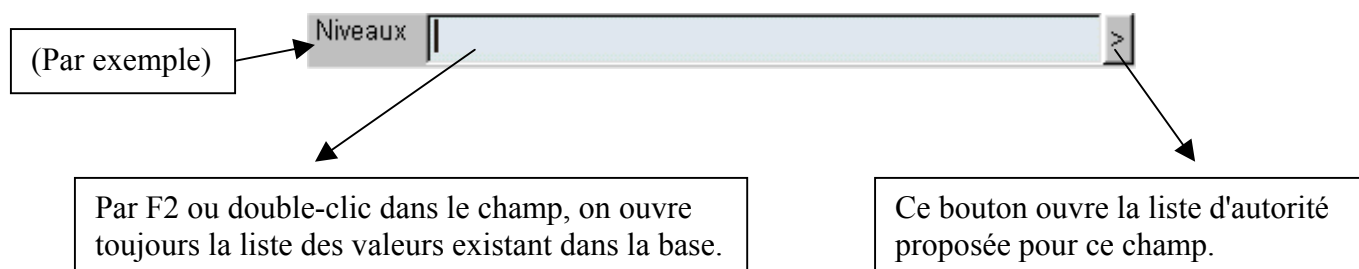 Niveaux
>
(Par exemple)
Par F2 ou double-clic dans le champ, on ouvre
toujours la liste des valeurs existant dans la base.
Ce bouton ouvre la liste d'autorité
proposée pour ce champ.